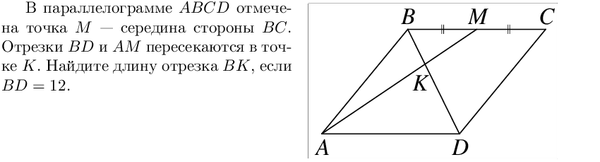 В параллелограмме ABCD отмече-
на точка M — середина стороны BC.
Отрезки BD и AM пересекаются в точ-
ке K. Найдите длину отрезка BK, если
BD = 12.
B M C
K
A D